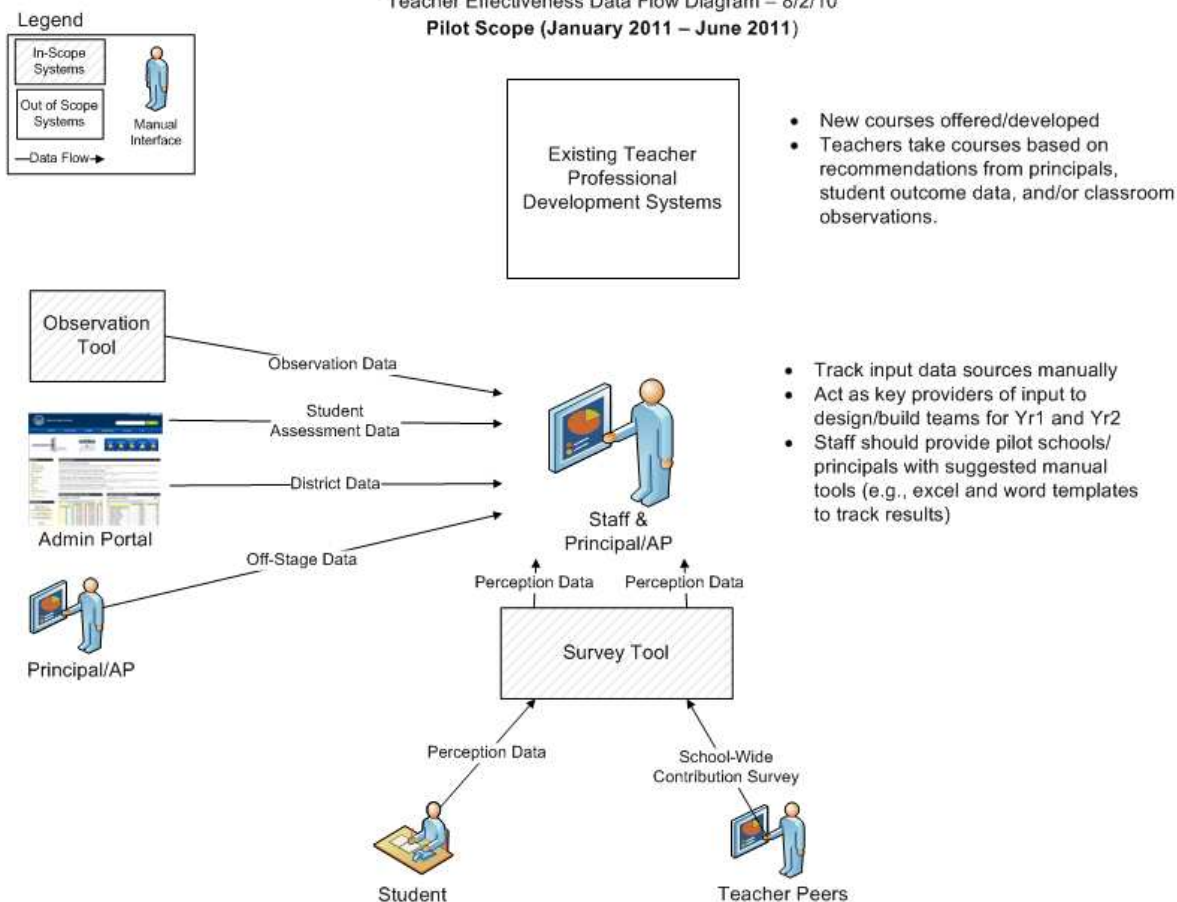 Teacher Effectiveness Data Flow Diagram – 8/2/10
Pilot Scope (January 2011 – June 2011)
Legend
In-Scope
Systems
Out of Scope
Systems
Manual
Interface
Data Flow
Existing Teacher
Professional
Development Systems
• New courses offered/developed
• Teachers take courses based on
recommendations from principals,
student outcome data, and/or classroom
observations.
Observation
Tool
Observation Data
Student
Assessment Data
District Data
Admin Portal
Off-Stage Data
Principal/AP
Staff &
Principal/AP
• Track input data sources manually
• Act as key providers of input to
design/build teams for Yr1 and Yr2
• Staff should provide pilot schools/
principals with suggested manual
tools (e.g., excel and word templates
to track results)
Perception Data
Perception Data
Survey Tool
Perception Data
School-Wide
Contribution Survey
Student
Teacher Peers